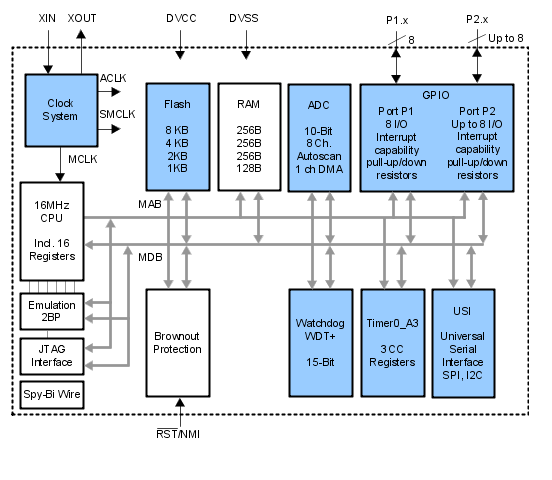 XIN
XOUT
DVCC
DVSS
P1.x
P2.x
8
Up to 8
ACLK
SMCLK
MCLK
Clock
System
Flash
8 KB
4 KB
2KB
1KB
RAM
256B
256B
256B
128B
ADC
10-Bit
8 Ch.
Autoscan
1 ch DMA
GPIO
Port P1
8 I/O
Interrupt
capability
pull-up/down
resistors
Port P2
Up to 8 I/O
Interrupt
capability
pull-up/down
resistors
16MHz
CPU
Incl. 16
Registers
MAB
MDB
Emulation
2BP
JTAG
Interface
Spy-Bi Wire
Brownout
Protection
Watchdog
WDT+
15-Bit
Timer0_A3
3 CC
Registers
USI
Universal
Serial
Interface
SPI, I2C
RST/NMI